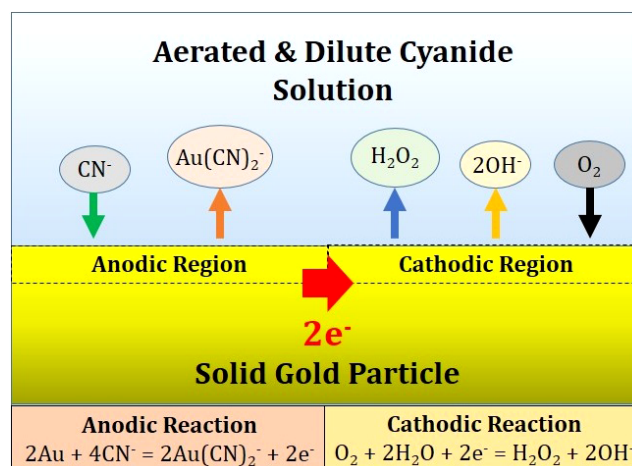 Aerated & Dilute Cyanide
Solution
CN⁻
Au(CN)₂⁻
H₂O₂
2OH⁻
O₂
Anodic Region
Cathodic Region
2e⁻
Solid Gold Particle
Anodic Reaction
2Au + 4CN⁻ = 2Au(CN)₂⁻ + 2e⁻
Cathodic Reaction
O₂ + 2H₂O + 2e⁻ = H₂O₂ + 2OH⁻